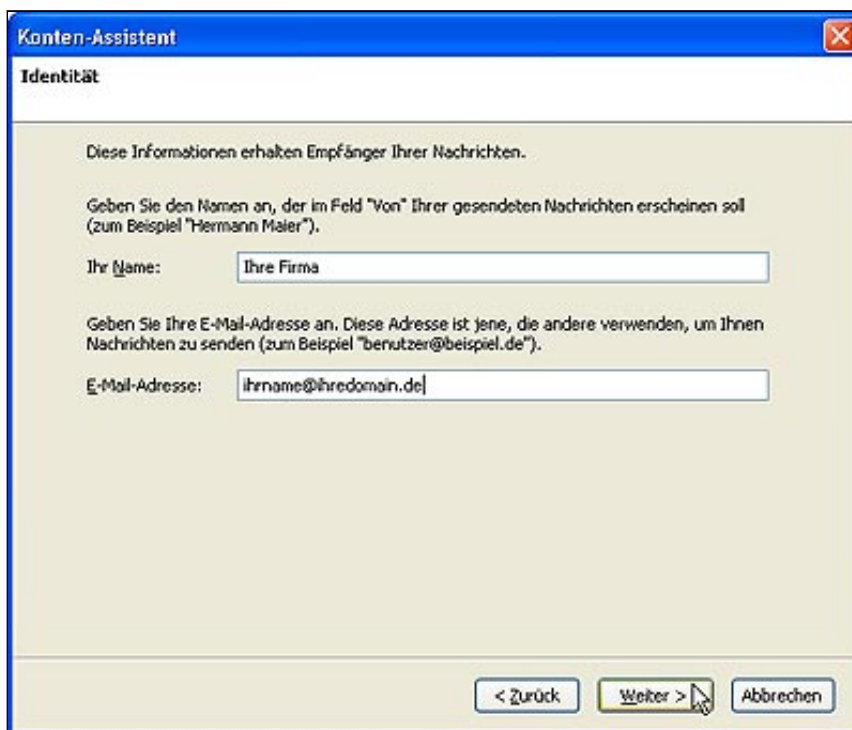 Konten-Assistent
Identität
Diese Informationen erhalten Empfänger Ihrer Nachrichten.
Geben Sie den Namen an, der im Feld "Von" Ihrer gesendeten Nachrichten erscheinen soll
(zum Beispiel "Hermann Maier").
Ihr Name: Ihre Firma
Geben Sie Ihre E-Mail-Adresse an. Diese Adresse ist jene, die andere verwenden, um Ihnen
Nachrichten zu senden (zum Beispiel "benutzer@beispiel.de").
E-Mail-Adresse: ihrname@ihredomain.de
< Zurück Weiter > Abbrechen